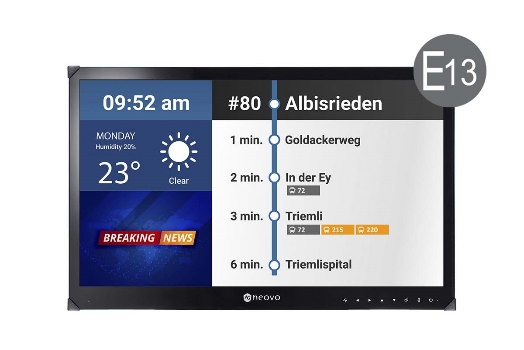 E13
09:52 am
#80 Albisrieden
MONDAY
Humidity 20%
23°
Clear
1 min. Goldackerweg
2 min. In der Ey
72
3 min. Triemli
72 215 220
6 min. Triemlispital
BREAKING NEWS
neovo